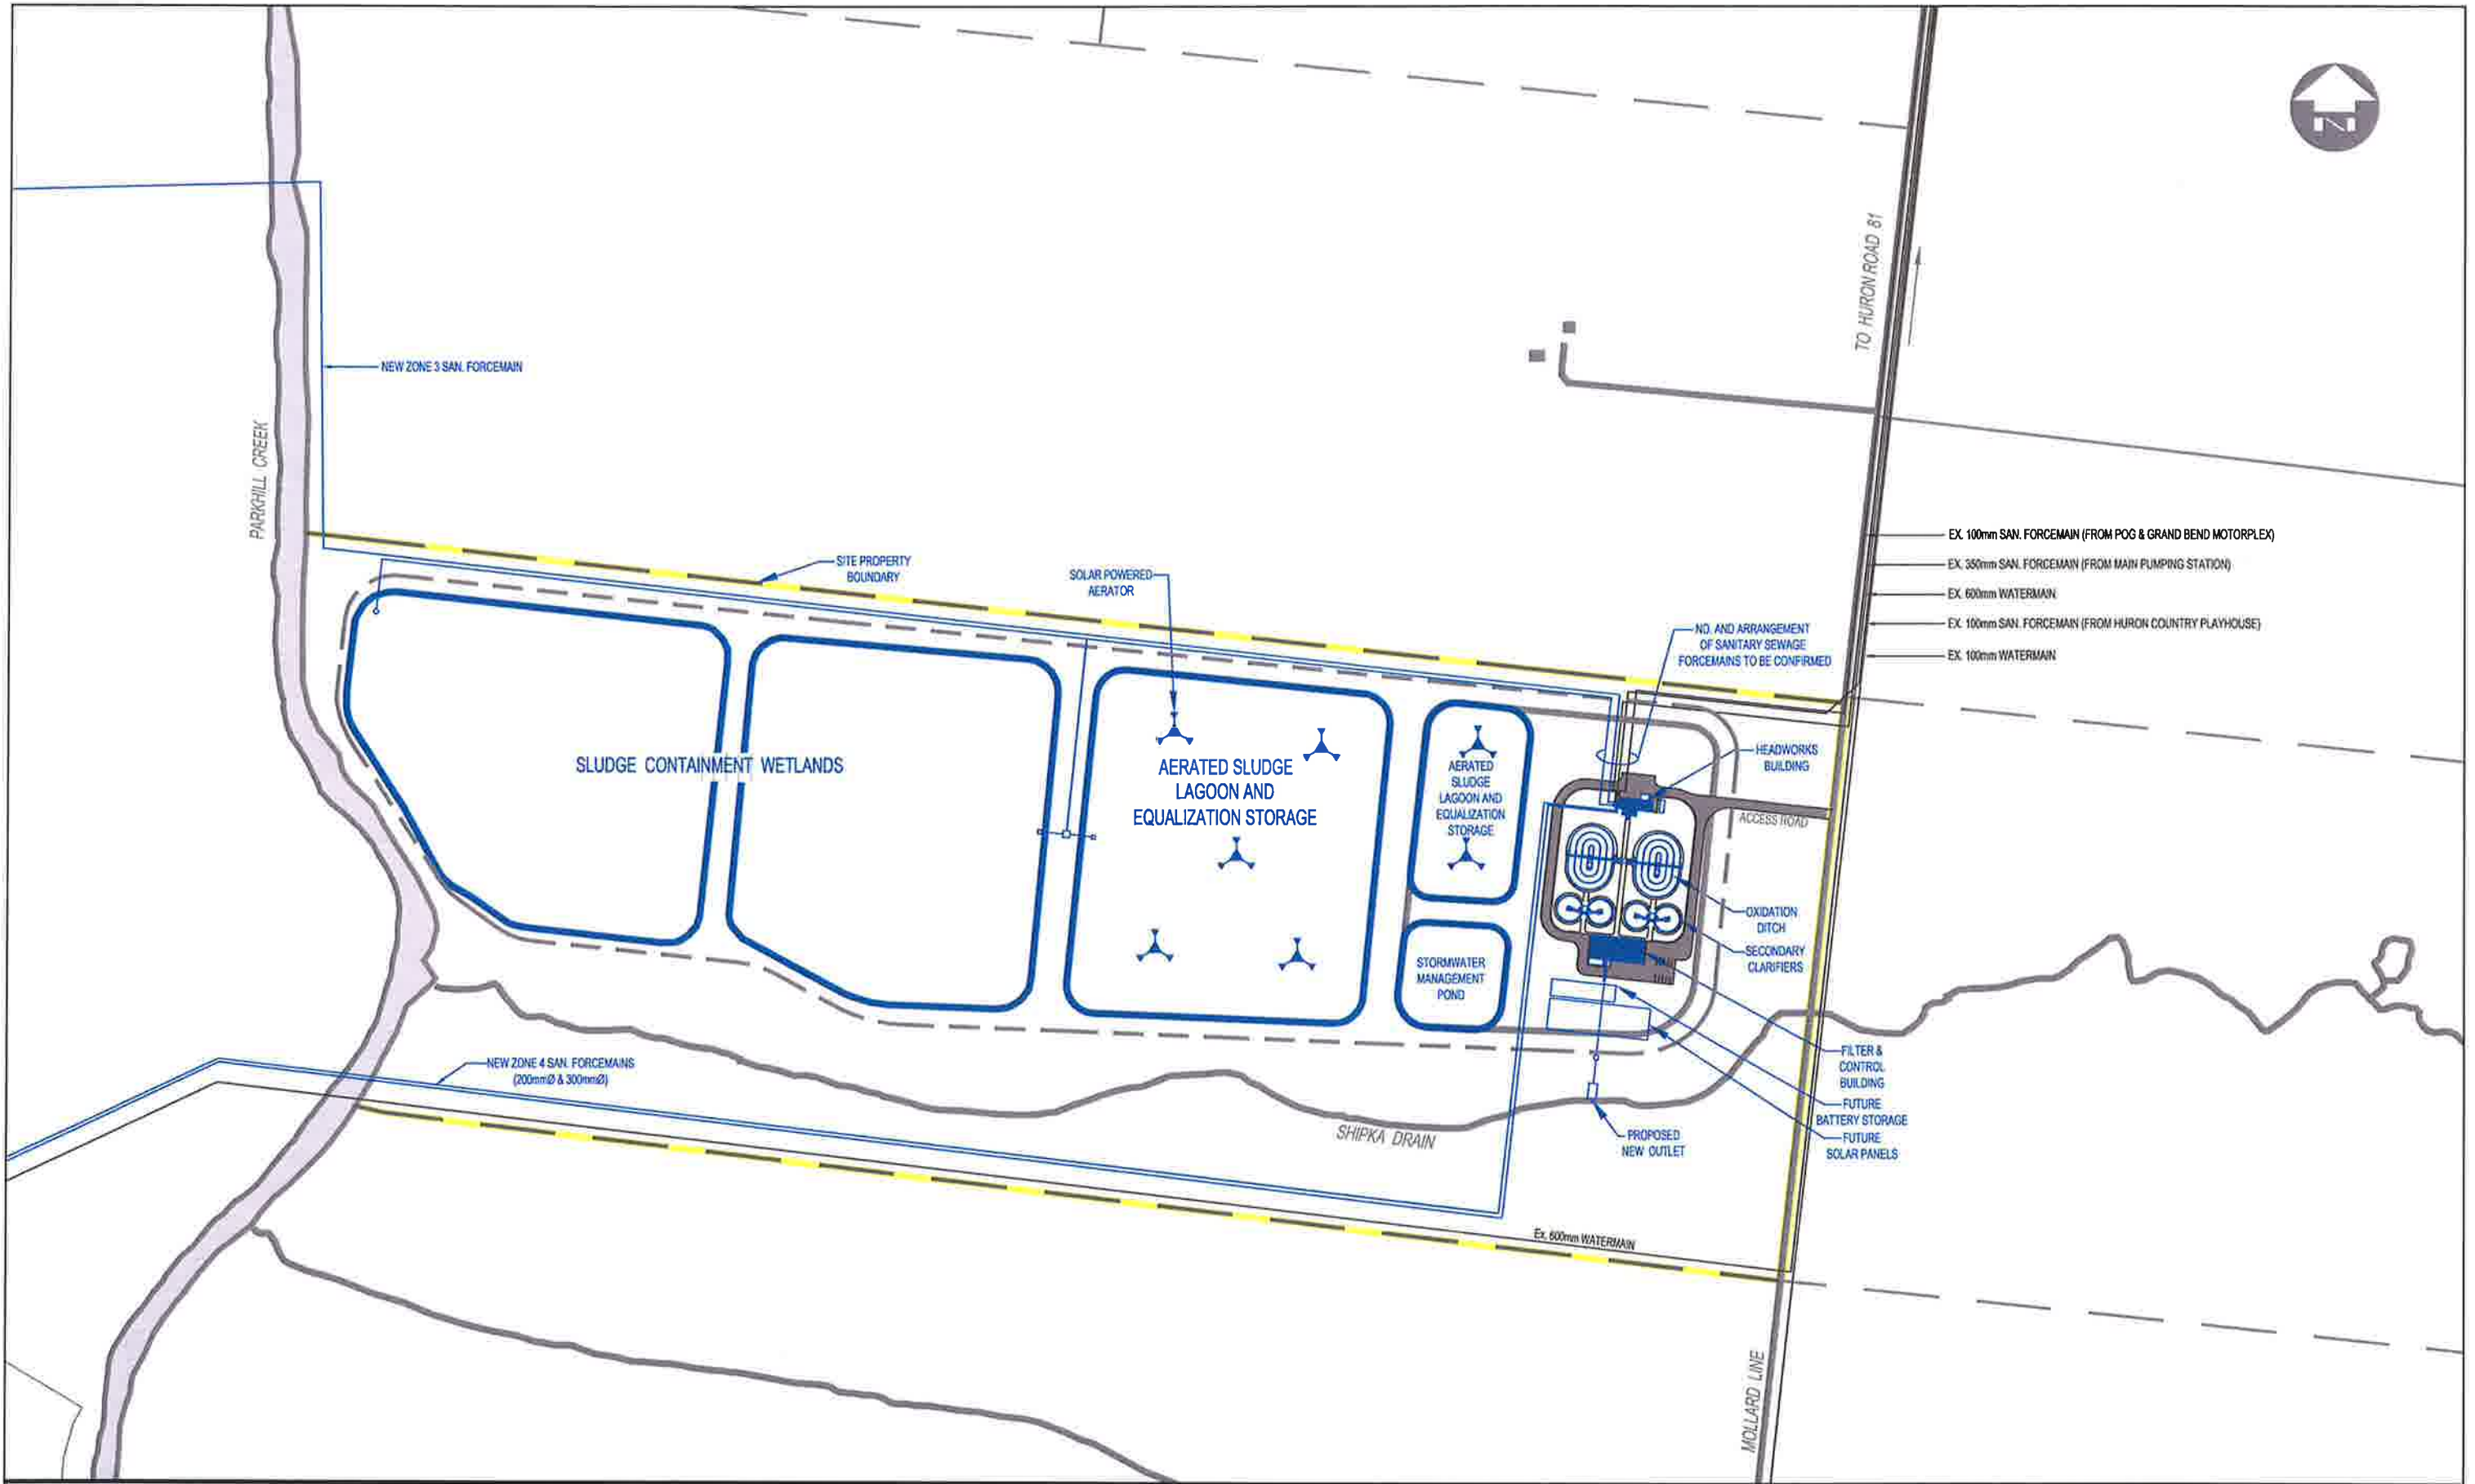 N
TO HURON ROAD 81
NEW ZONE 3 SAN. FORCEMAIN
PARKHILL CREEK
EX. 100mm SAN. FORCEMAIN (FROM POG & GRAND BEND MOTORPLEX)
EX. 350mm SAN. FORCEMAIN (FROM MAIN PUMPING STATION)
EX. 600mm WATERMAIN
EX. 100mm SAN. FORCEMAIN (FROM HURON COUNTRY PLAYHOUSE)
EX. 100mm WATERMAIN
SITE PROPERTY
BOUNDARY
SOLAR POWERED
AERATOR
NO. AND ARRANGEMENT
OF SANITARY SEWAGE
FORCEMAINS TO BE CONFIRMED
SLUDGE CONTAINMENT WETLANDS
AERATED SLUDGE
LAGOON AND
EQUALIZATION STORAGE
AERATED
SLUDGE
LAGOON AND
EQUALIZATION
STORAGE
HEADWORKS
BUILDING
ACCESS ROAD
OXIDATION
DITCH
SECONDARY
CLARIFIERS
STORMWATER
MANAGEMENT
POND
NEW ZONE 4 SAN. FORCEMAINS
(200mmØ & 300mmØ)
FILTER &
CONTROL
BUILDING
FUTURE
BATTERY STORAGE
FUTURE
SOLAR PANELS
PROPOSED
NEW OUTLET
SHIPKA DRAIN
Ex. 600mm WATERMAIN
MOLLARD LINE